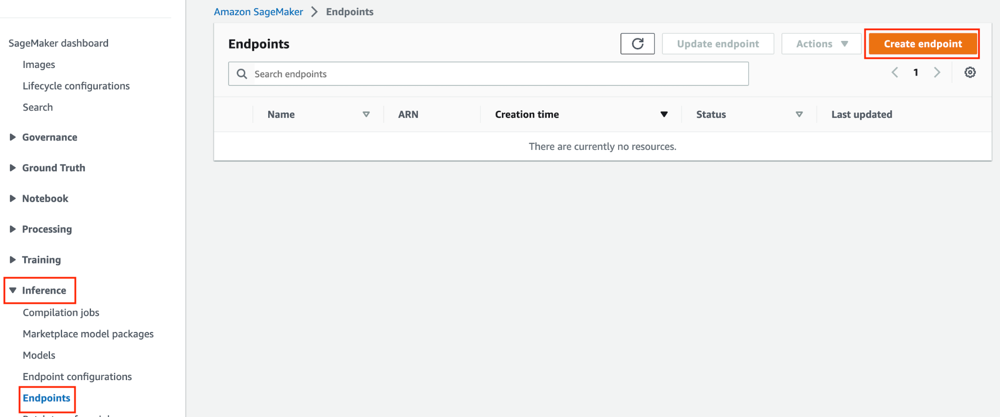 SageMaker dashboard
Images
Lifecycle configurations
Search
Governance
Ground Truth
Notebook
Processing
Training
Inference
Compilation jobs
Marketplace model packages
Models
Endpoint configurations
Endpoints
Amazon SageMaker Endpoints
Endpoints
Update endpoint
Actions
Create endpoint
Search endpoints
1
Name ARN Creation time Status Last updated
There are currently no resources.